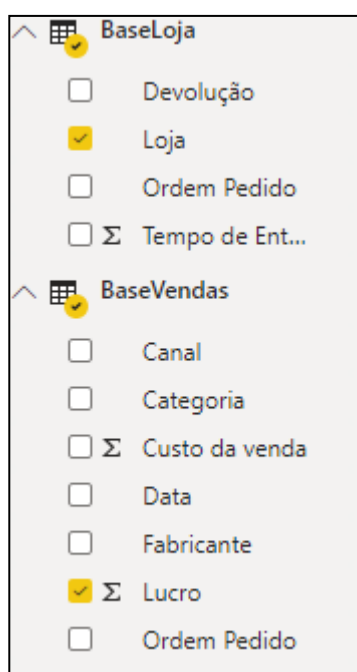 BaseLoja
Devolução
Loja
Ordem Pedido
Σ Tempo de Ent...
BaseVendas
Canal
Categoria
Σ Custo da venda
Data
Fabricante
Σ Lucro
Ordem Pedido